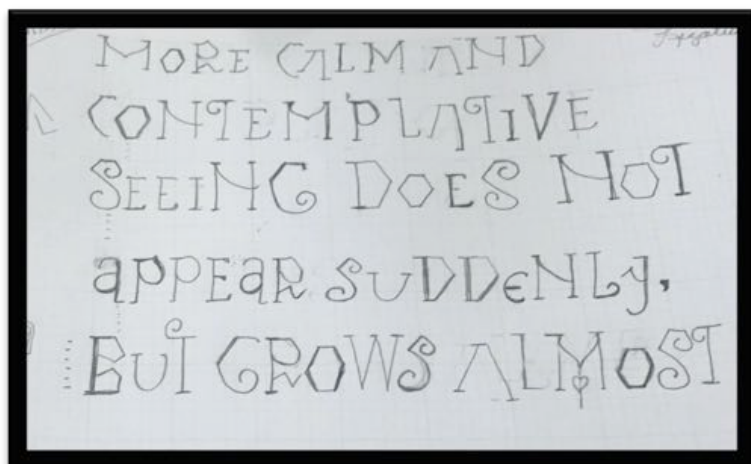 MORE CALM AND
CONTEMPLATIVE
SEEING DOES NOT
aPPEaR SUDDENLy,
BUT GROWS ALMOST